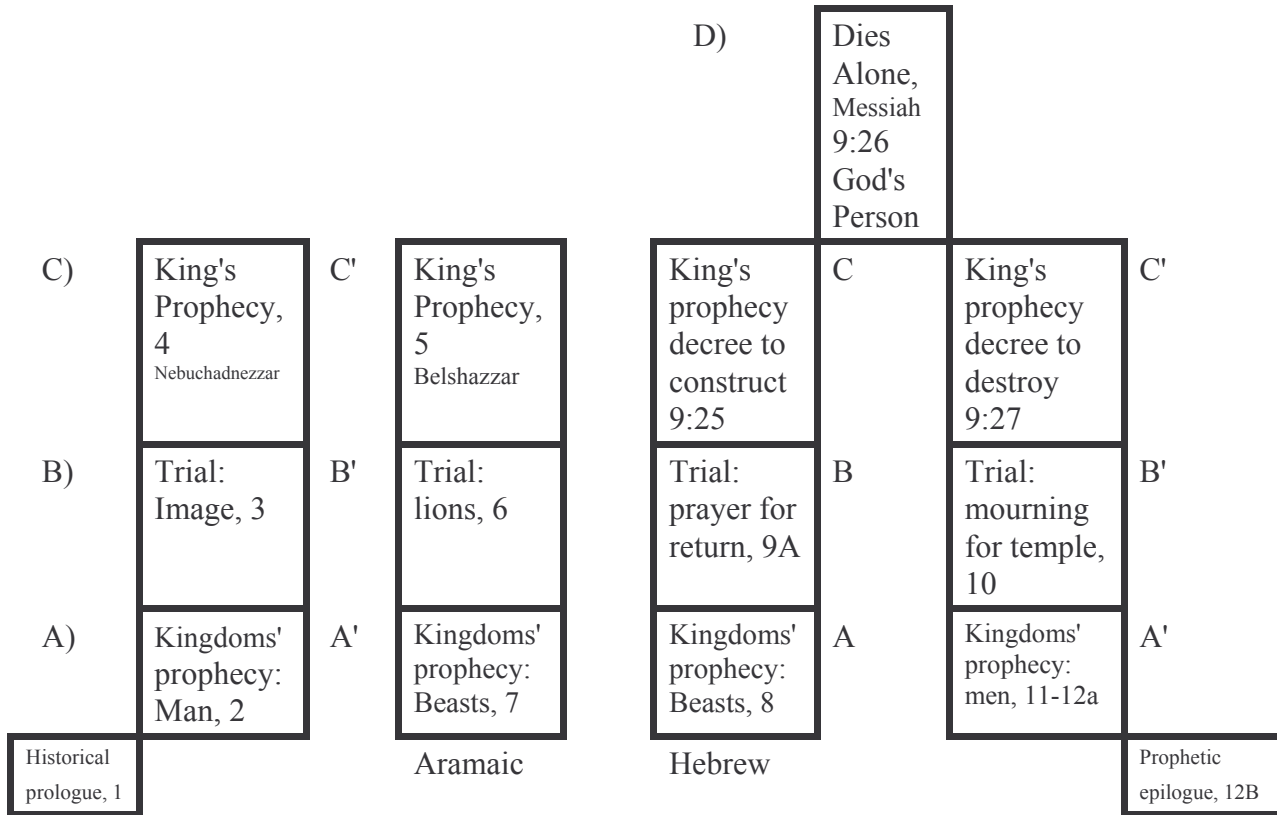 D)
Dies
Alone,
Messiah
9:26
God's
Person
C)
King's
Prophecy,
4
Nebuchadnezzar
C'
King's
Prophecy,
5
Belshazzar
King's
prophecy
decree to
construct
9:25
C
King's
prophecy
decree to
destroy
9:27
C'
B)
Trial:
Image, 3
B'
Trial:
lions, 6
Trial:
prayer for
return, 9A
B
Trial:
mourning
for temple,
10
B'
A)
Kingdoms'
prophecy:
Man, 2
A'
Kingdoms'
prophecy:
Beasts, 7
Kingdoms'
prophecy:
Beasts, 8
A
Kingdoms'
prophecy:
men, 11-12a
A'
Historical
prologue, 1
Aramaic
Hebrew
Prophetic
epilogue, 12B